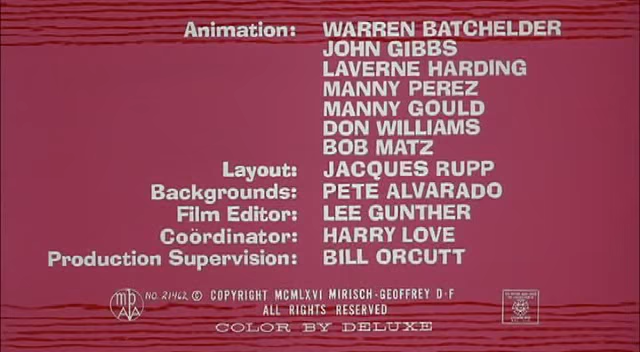 Animation: WARREN BATCHELDER
JOHN GIBBS
LAVERNE HARDING
MANNY PEREZ
MANNY GOULD
DON WILLIAMS
BOB MATZ
Layout: JACQUES RUPP
Backgrounds: PETE ALVARADO
Film Editor: LEE GUNTHER
Coördinator: HARRY LOVE
Production Supervision: BILL ORCUTT
NO. 21462 © COPYRIGHT MCMLXVI MIRISCH-GEOFFREY D-F
ALL RIGHTS RESERVED
COLOR BY DELUXE